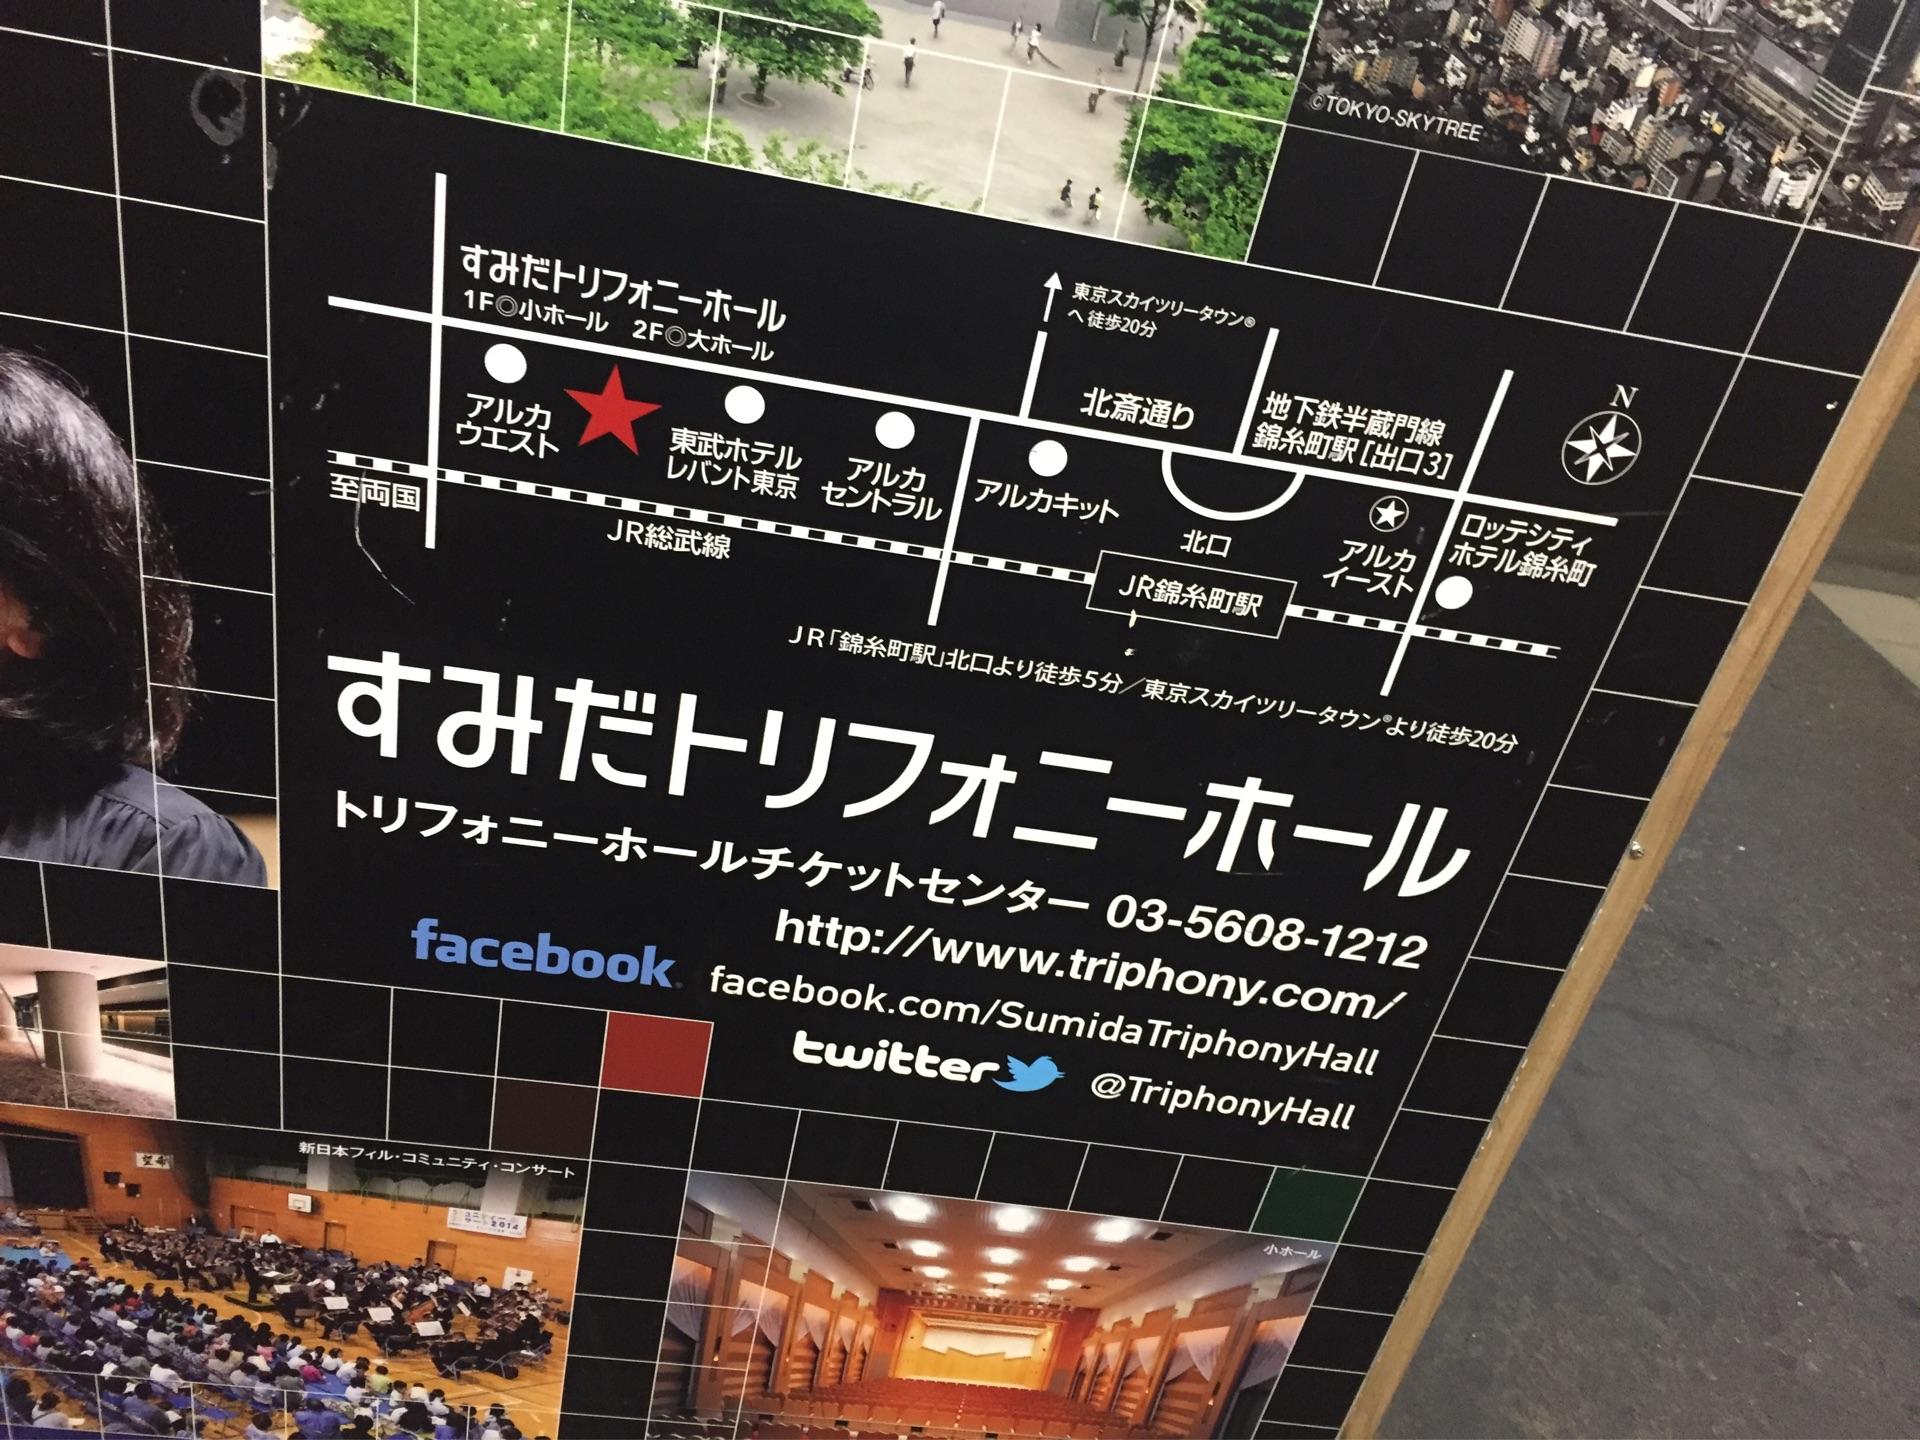 ©TOKYO-SKYTREE
すみだトリフォニーホール
1F◎小ホール 2F◎大ホール
東京スカイツリータウン®
へ 徒歩20分
N
北斎通り
地下鉄半蔵門線
錦糸町駅[出口3]
アルカ
ウエスト
東武ホテル
レバント東京
アルカ
セントラル
アルカキット
北口
アルカ
イースト
ロッテシティ
ホテル錦糸町
至両国
JR総武線
JR錦糸町駅
JR「錦糸町駅」北口より徒歩5分／東京スカイツリータウン®より徒歩20分
すみだトリフォニーホール
トリフォニーホールチケットセンター 03-5608-1212
http://www.triphony.com/
facebook facebook.com/SumidaTriphonyHall
twitter @TriphonyHall
新日本フィル・コミュニティ・コンサート
小ホール